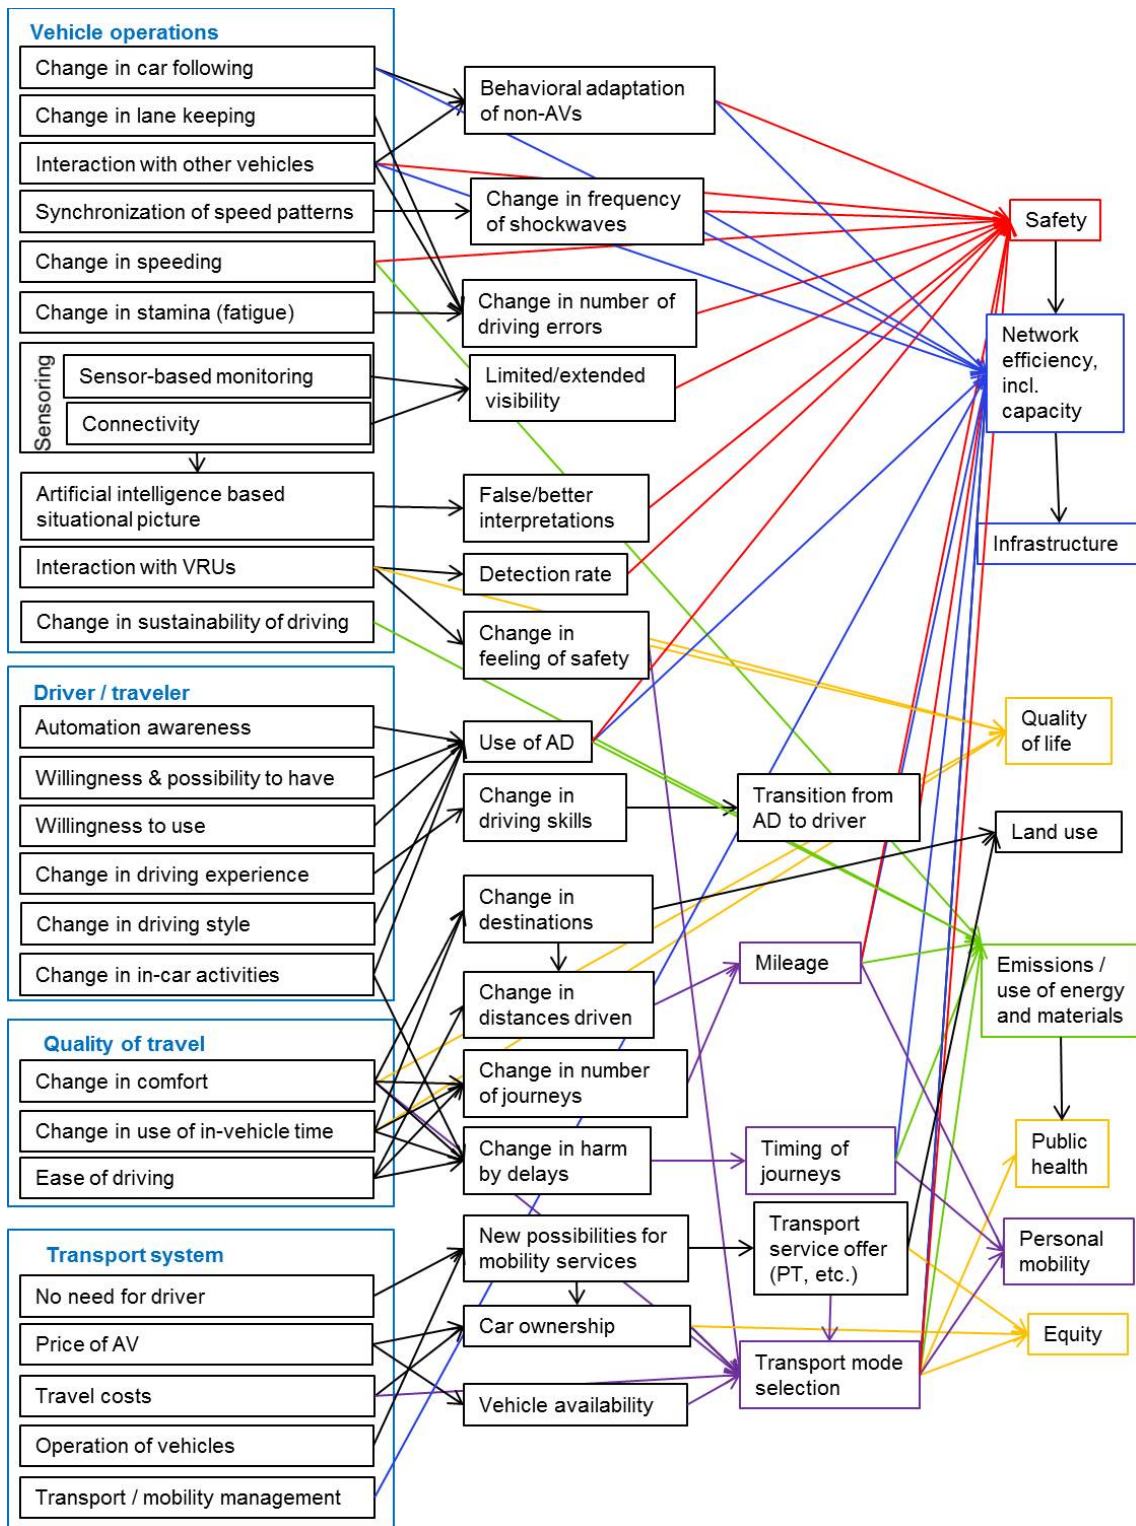 Vehicle operations
Change in car following
Change in lane keeping
Interaction with other vehicles
Synchronization of speed patterns
Change in speeding
Change in stamina (fatigue)
Sensoring
Sensor-based monitoring
Connectivity
Artificial intelligence based
situational picture
Interaction with VRUs
Change in sustainability of driving
Driver / traveler
Automation awareness
Willingness & possibility to have
Willingness to use
Change in driving experience
Change in driving style
Change in in-car activities
Quality of travel
Change in comfort
Change in use of in-vehicle time
Ease of driving
Transport system
No need for driver
Price of AV
Travel costs
Operation of vehicles
Transport / mobility management
Behavioral adaptation
of non-AVs
Change in frequency
of shockwaves
Change in number of
driving errors
Limited/extended
visibility
False/better
interpretations
Detection rate
Change in
feeling of safety
Use of AD
Change in
driving skills
Change in
destinations
Change in
distances driven
Change in number
of journeys
Change in harm
by delays
New possibilities for
mobility services
Car ownership
Vehicle availability
Transition from
AD to driver
Mileage
Timing of
journeys
Transport
service offer
(PT, etc.)
Transport mode
selection
Safety
Network
efficiency,
incl.
capacity
Infrastructure
Quality
of life
Land use
Emissions /
use of energy
and materials
Public
health
Personal
mobility
Equity